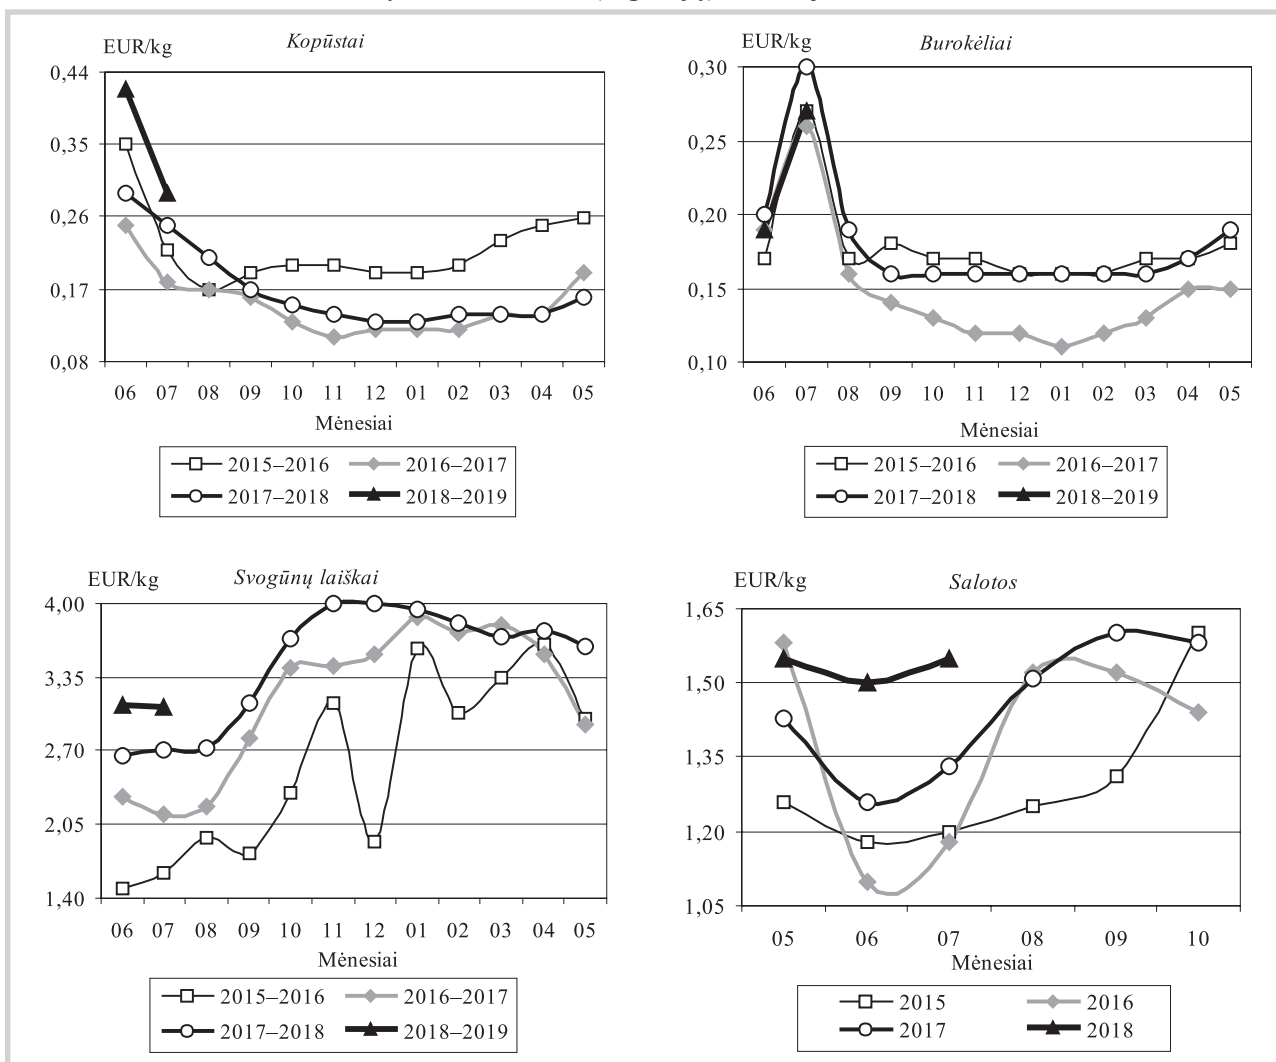 EUR/kg
Kopūstai
0,44
0,35
0,26
0,17
0,08
06 07 08 09 10 11 12 01 02 03 04 05
Mėnesiai
2015–2016 2016–2017
2017–2018 2018–2019
EUR/kg
Burokėliai
0,30
0,25
0,20
0,15
0,10
06 07 08 09 10 11 12 01 02 03 04 05
Mėnesiai
2015–2016 2016–2017
2017–2018 2018–2019
EUR/kg
Svogūnų laiškai
4,00
3,35
2,70
2,05
1,40
06 07 08 09 10 11 12 01 02 03 04 05
Mėnesiai
2015–2016 2016–2017
2017–2018 2018–2019
EUR/kg
Salotos
1,65
1,50
1,35
1,20
1,05
05 06 07 08 09 10
Mėnesiai
2015 2016
2017 2018